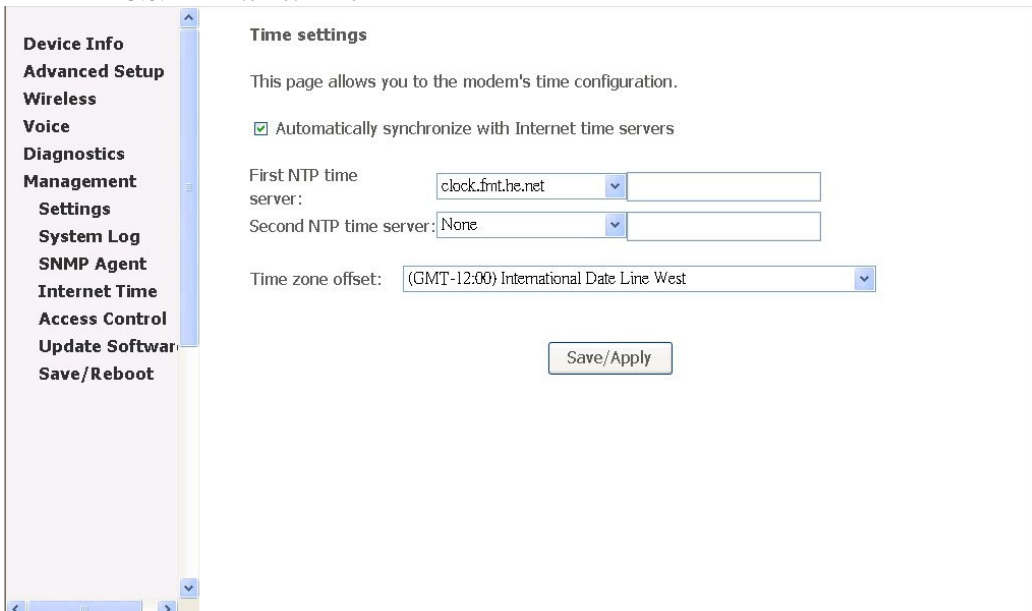 Device Info
Advanced Setup
Wireless
Voice
Diagnostics
Management
Settings
System Log
SNMP Agent
Internet Time
Access Control
Update Softwar
Save/Reboot
Time settings
This page allows you to the modem's time configuration.
Automatically synchronize with Internet time servers
First NTP time
server:
clock.fmt.he.net
Second NTP time server: None
Time zone offset: (GMT-12:00) International Date Line West
Save/Apply